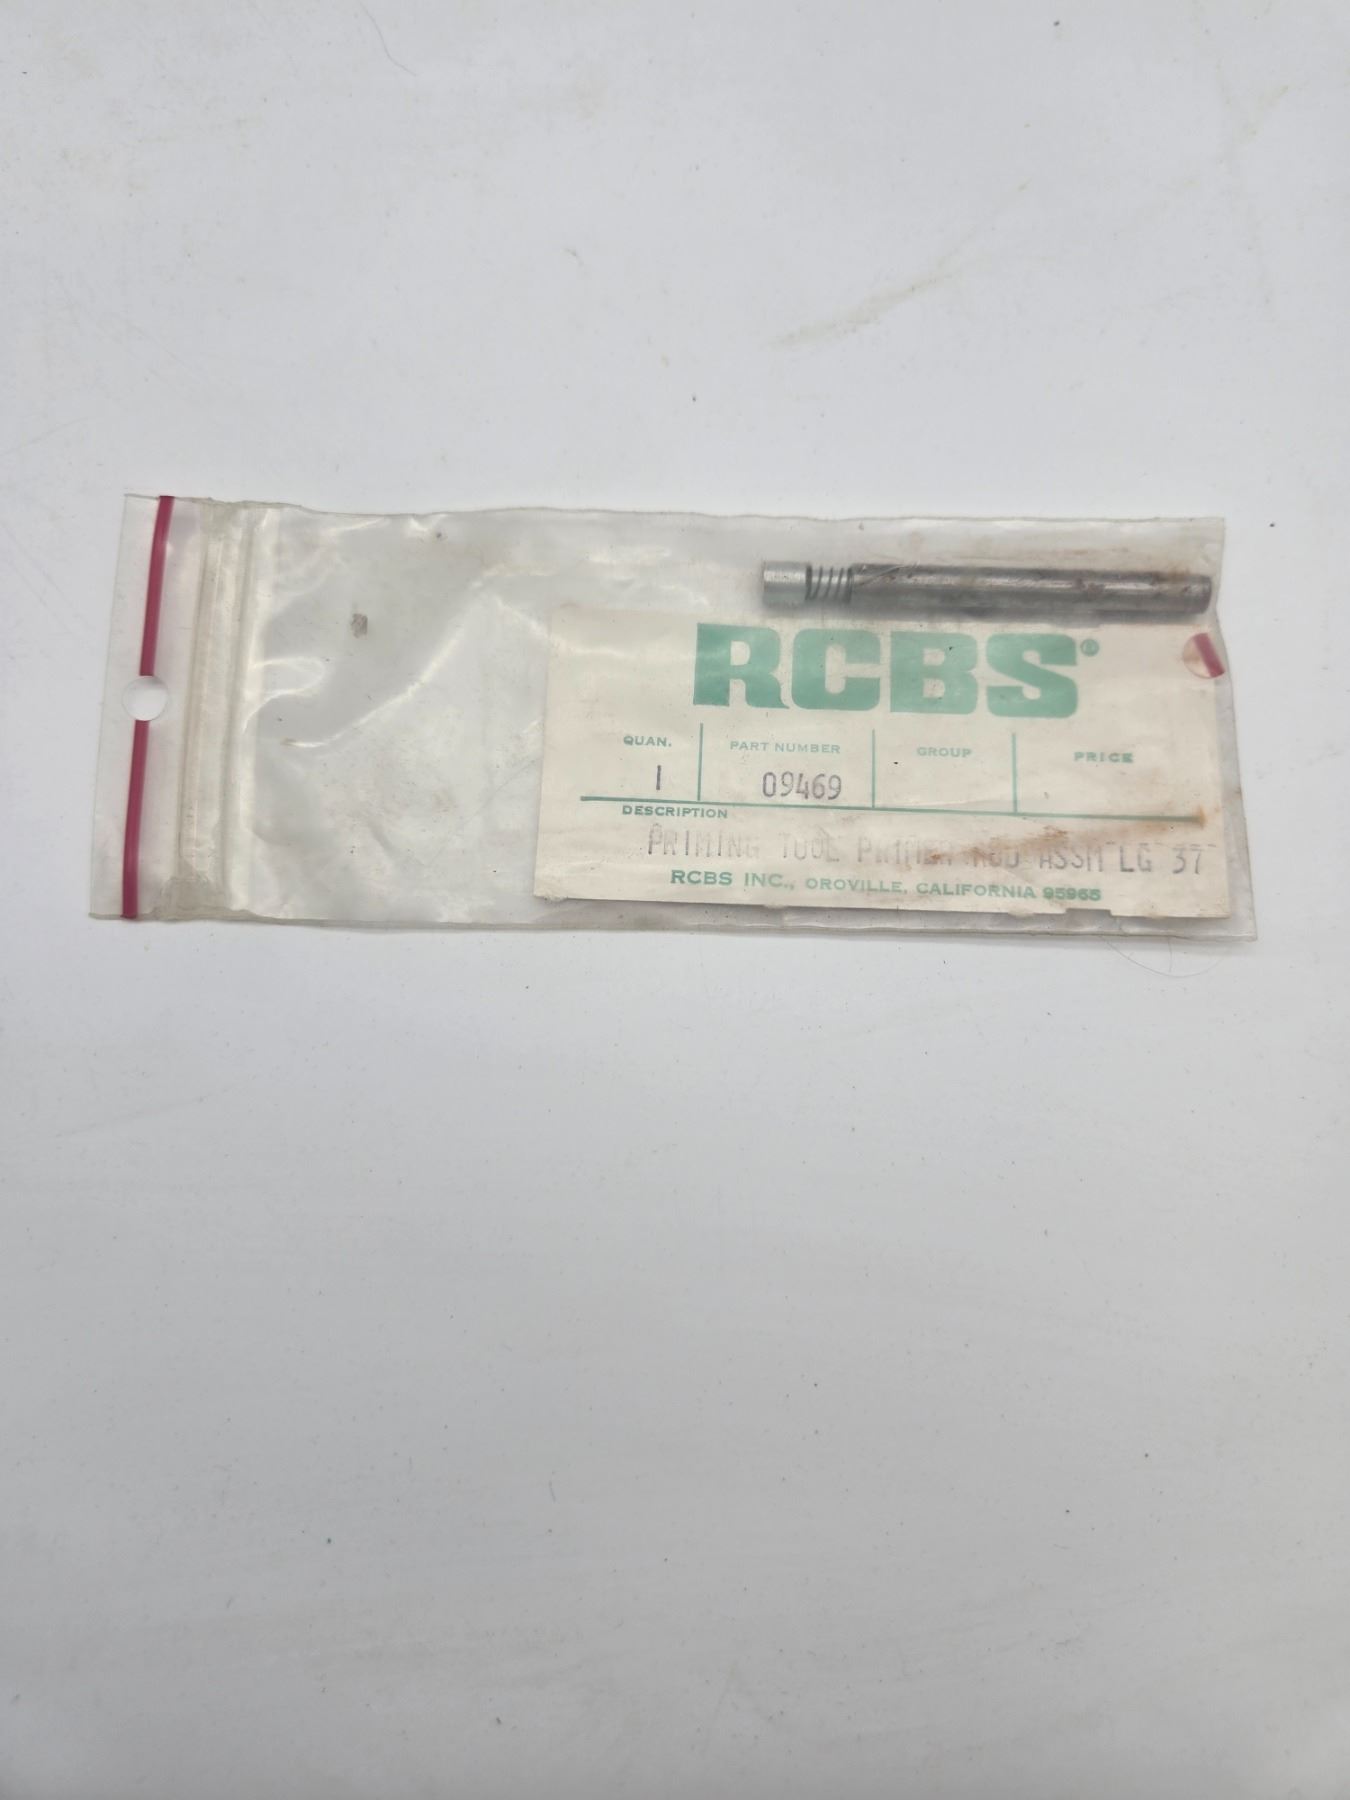 RCBS®
QUAN. PART NUMBER GROUP PRICE
1 09469
DESCRIPTION
PRIMING TOOL PRIMER ROD ASSM LG 37
RCBS INC., OROVILLE, CALIFORNIA 95965